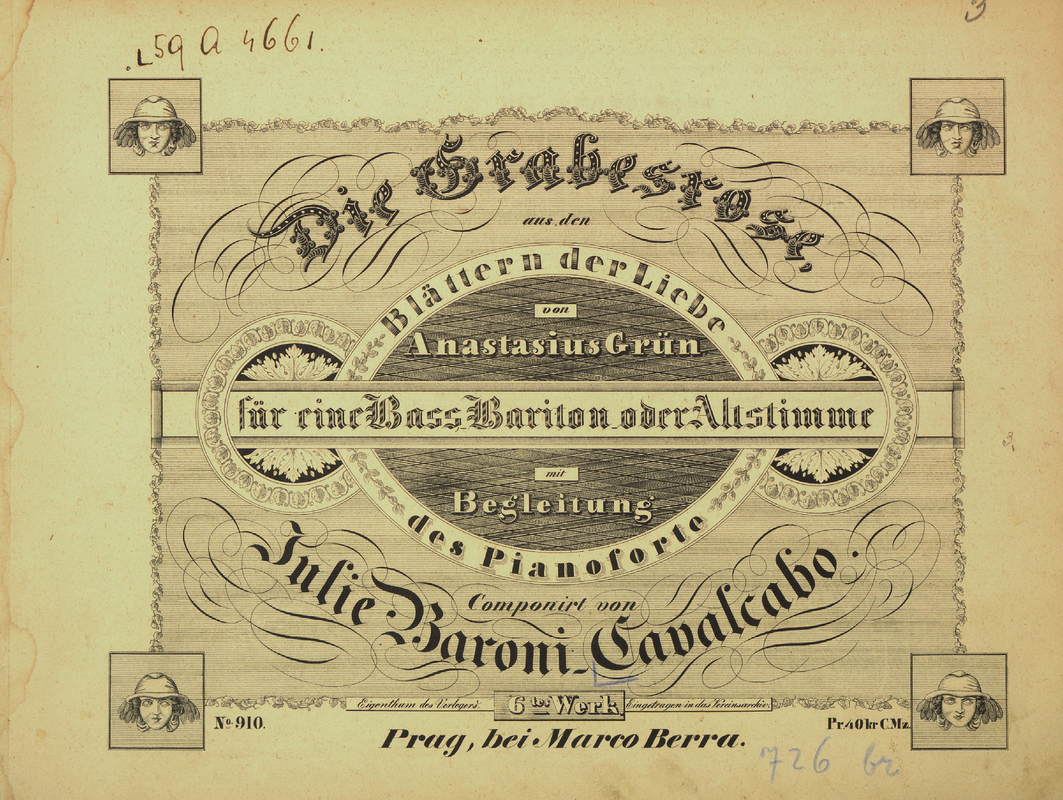 L59 A 4661.
3
Die Grabesrose,
aus den
Blättern der Liebe
von
Anastasius Grün
für eine Bass-Bariton oder Altstimme
mit
Begleitung
des Pianoforte
Componirt von
Julie Baroni-Cavalcabo.
Eigenthum des Verlegers.
6tes Werk
Eingetragen in das Vereinsarchiv.
No. 910.
Pr. 40 kr C.Mz.
Prag, bei Marco Berra.
726 br
3,